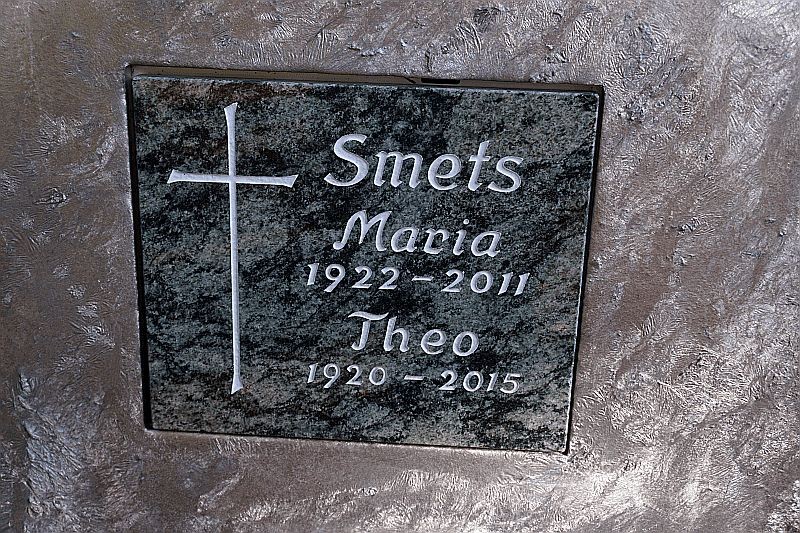 Smets
Maria
1922 – 2011
Theo
1920 – 2015